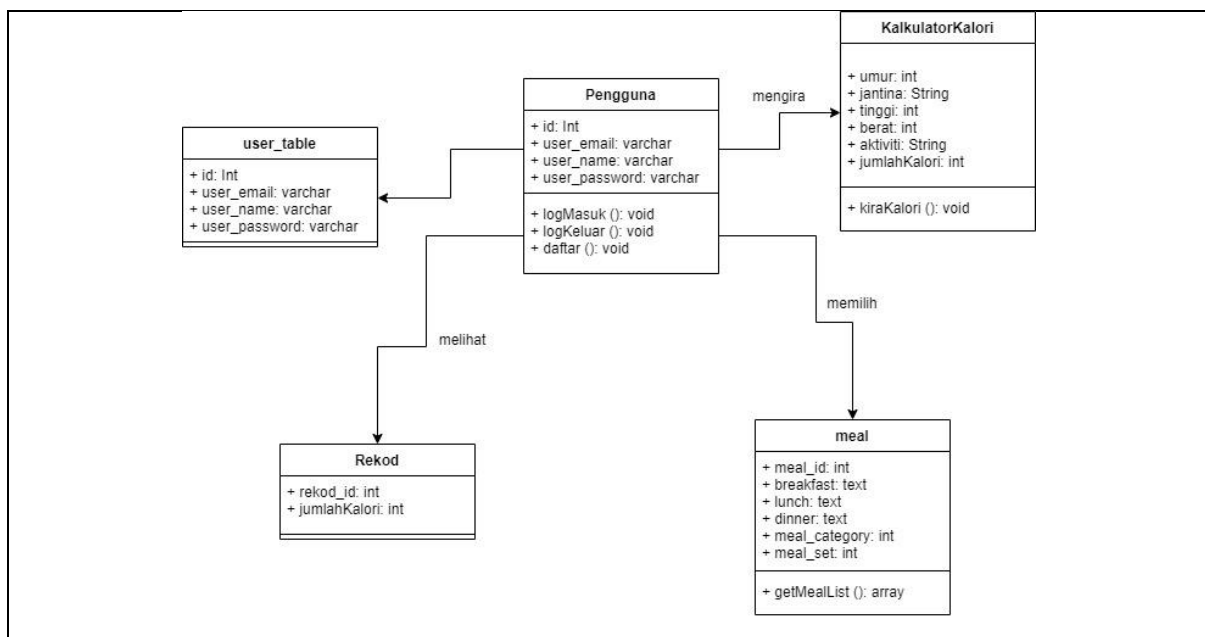 KalkulatorKalori
+ umur: int
+ jantina: String
+ tinggi: int
+ berat: int
+ aktiviti: String
+ jumlahKalori: int
+ kiraKalori (): void
mengira
Pengguna
+ id: Int
+ user_email: varchar
+ user_name: varchar
+ user_password: varchar
+ logMasuk (): void
+ logKeluar (): void
+ daftar (): void
user_table
+ id: Int
+ user_email: varchar
+ user_name: varchar
+ user_password: varchar
melihat
memilih
Rekod
+ rekod_id: int
+ jumlahKalori: int
meal
+ meal_id: int
+ breakfast: text
+ lunch: text
+ dinner: text
+ meal_category: int
+ meal_set: int
+ getMealList (): array